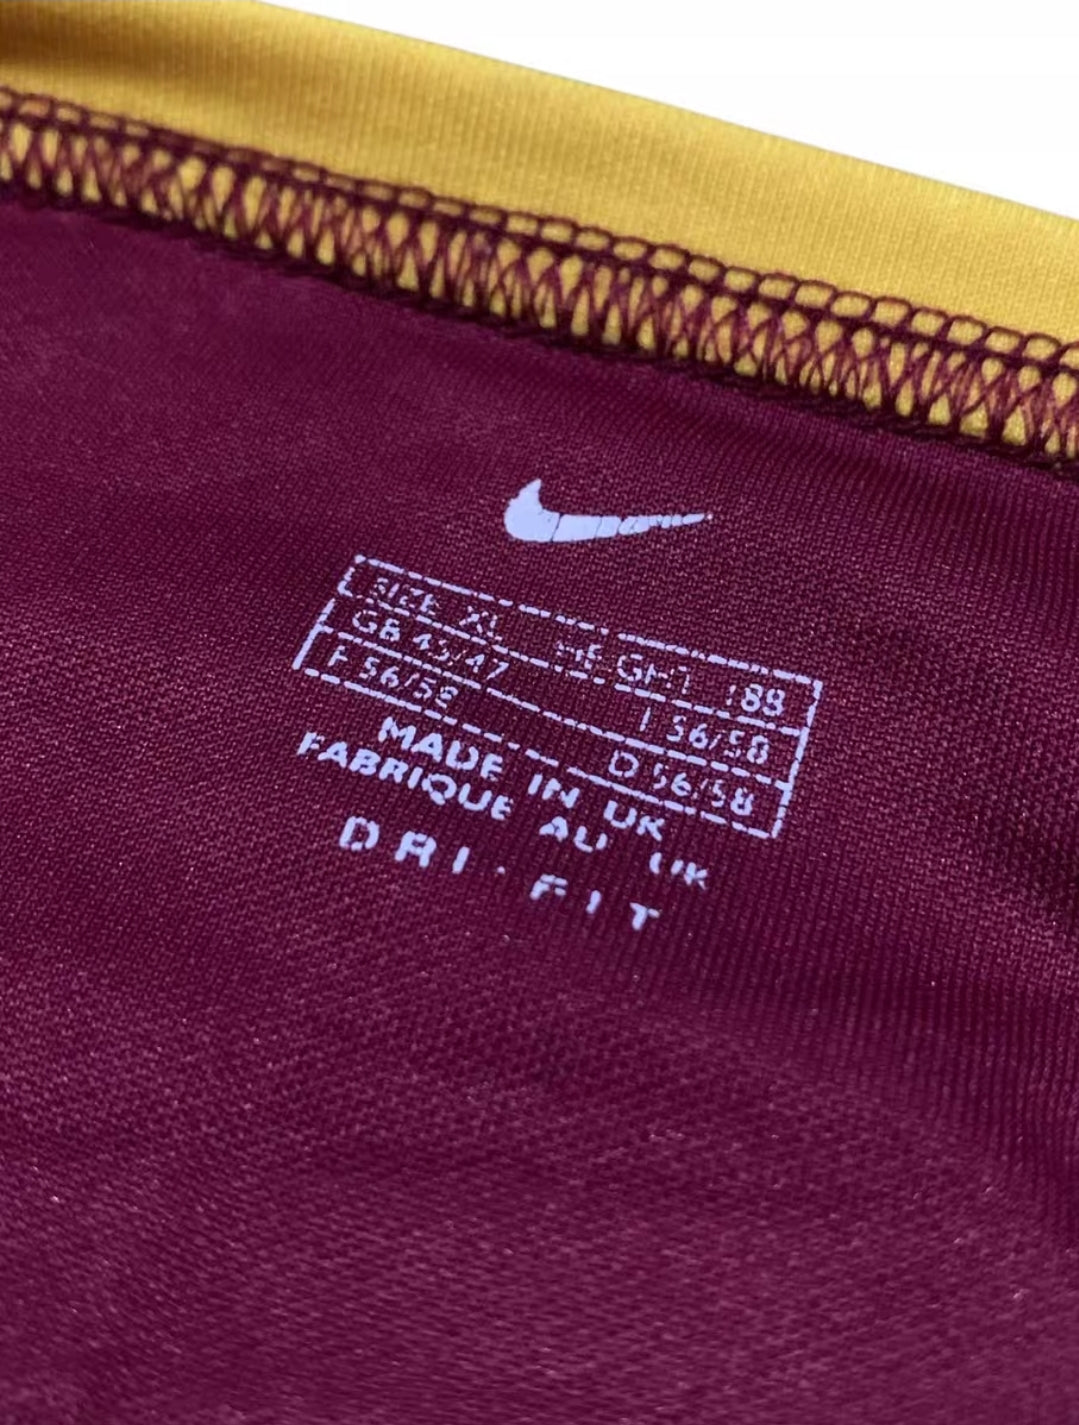 SIZE XL HEIGHT 188
GB 45/47 I 56/58
F 56/58 D 56/58
MADE IN UK
FABRIQUE AU UK
DRI·FIT